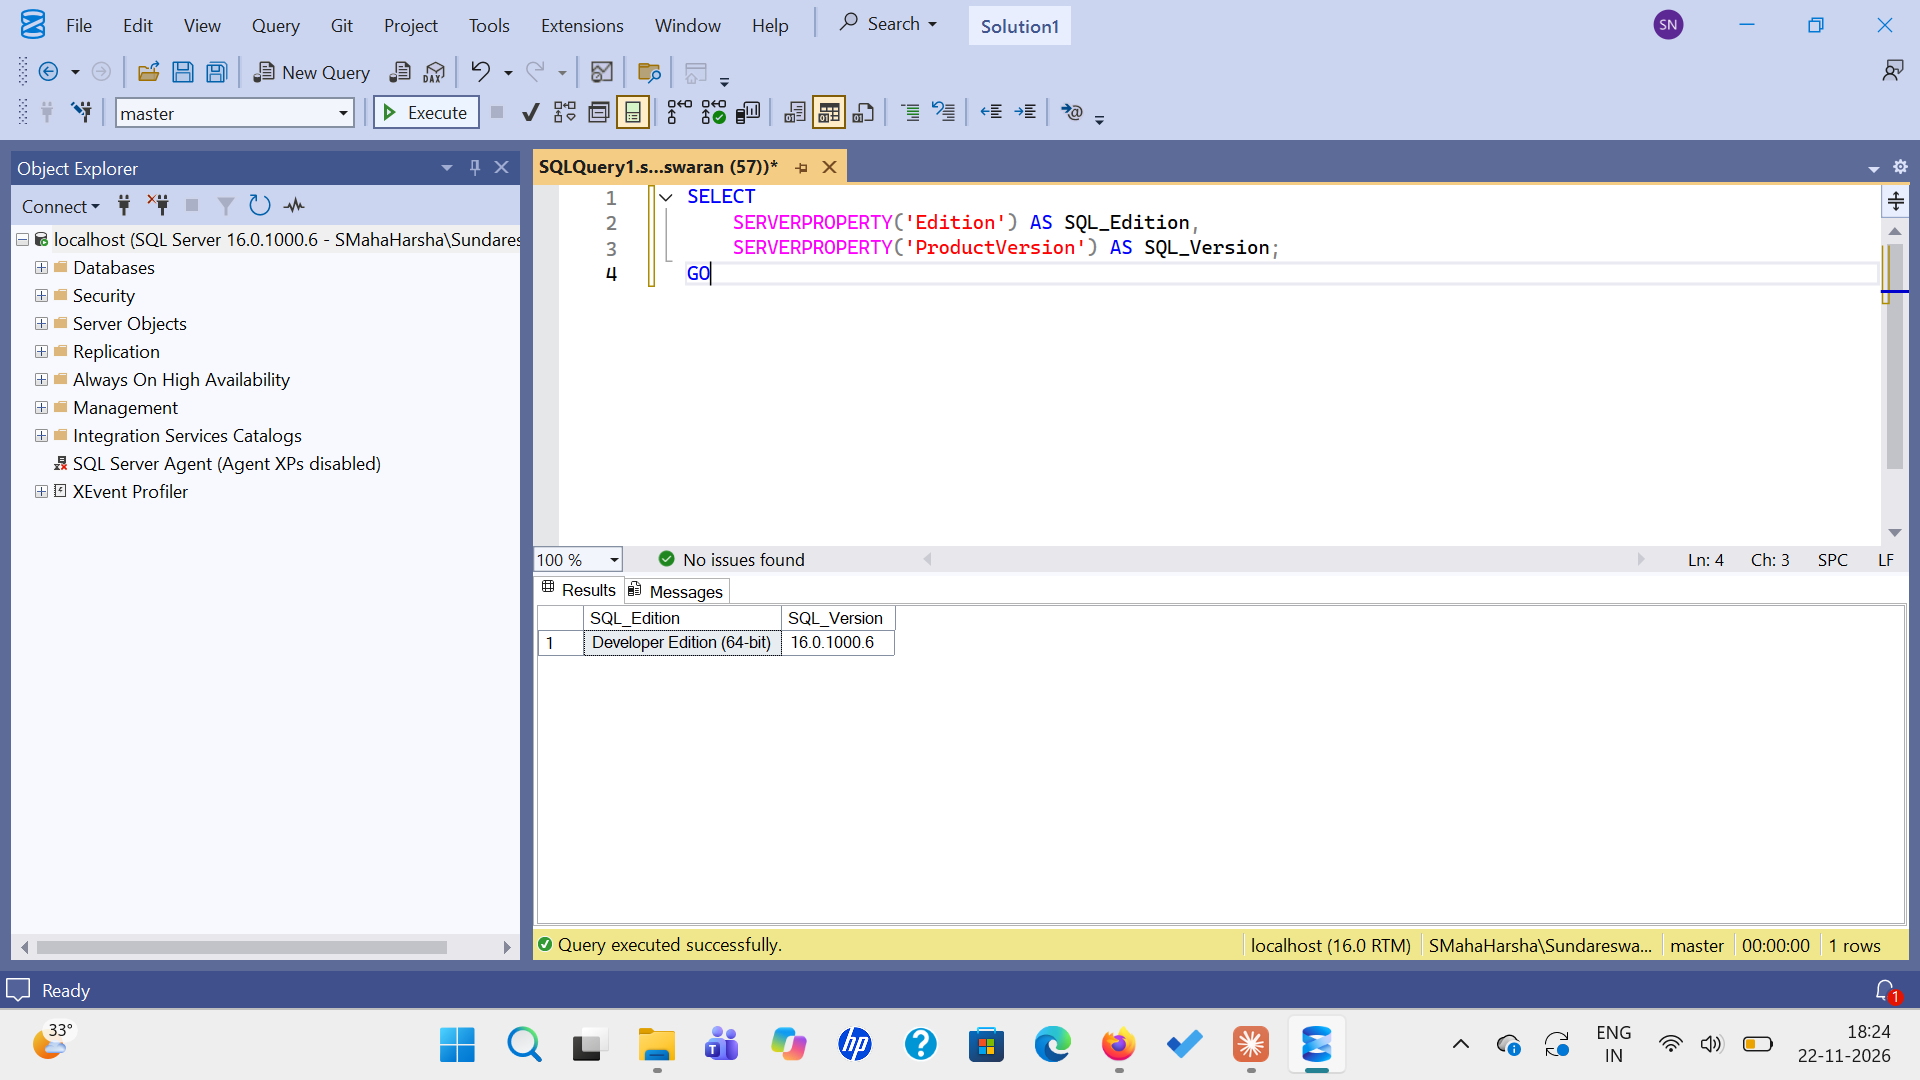 File Edit View Query Git Project Tools Extensions Window Help Search Solution1 SN
New Query DAX
master Execute
Object Explorer
Connect
localhost (SQL Server 16.0.1000.6 - SMahaHarsha\Sundares
Databases
Security
Server Objects
Replication
Always On High Availability
Management
Integration Services Catalogs
SQL Server Agent (Agent XPs disabled)
XEvent Profiler
SQLQuery1.s...swaran (57))*
1 SELECT
2 SERVERPROPERTY('Edition') AS SQL_Edition,
3 SERVERPROPERTY('ProductVersion') AS SQL_Version;
4 GO
100 % No issues found Ln: 4 Ch: 3 SPC LF
Results Messages
SQL_Edition SQL_Version
1 Developer Edition (64-bit) 16.0.1000.6
Query executed successfully. localhost (16.0 RTM) SMahaHarsha\Sundareswa... master 00:00:00 1 rows
Ready 1
33° hp ENG 18:24
IN 22-11-2026